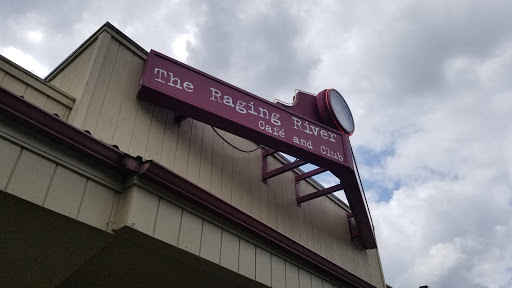 The Raging River
Café and Club